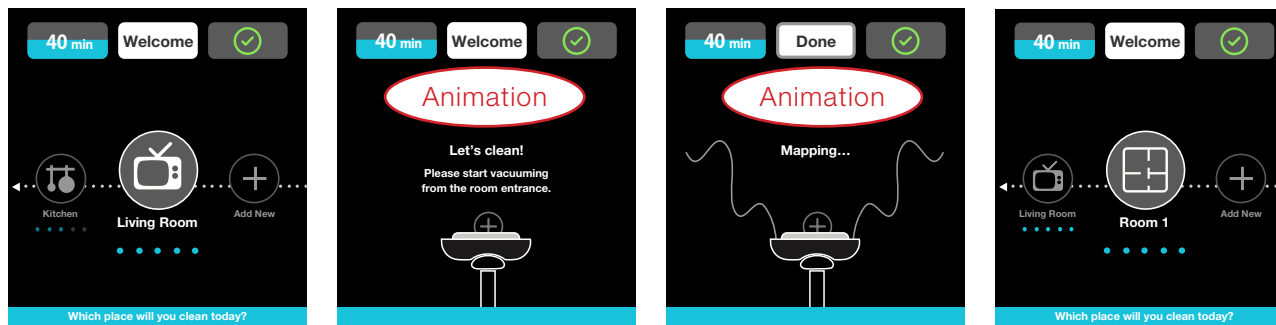 40 min
Welcome
Kitchen
Living Room
Add New
Which place will you clean today?
40 min
Welcome
Animation
Let's clean!
Please start vacuuming
from the room entrance.
40 min
Done
Animation
Mapping...
40 min
Welcome
Living Room
Room 1
Add New
Which place will you clean today?